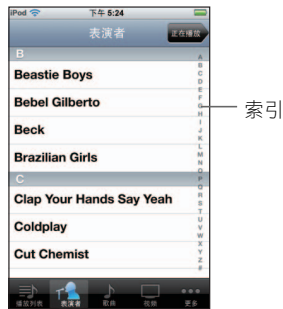 iPod 下午 5:24
表演者 正在播放
B
Beastie Boys
Bebel Gilberto
Beck
Brazilian Girls
C
Clap Your Hands Say Yeah
Coldplay
Cut Chemist
A
B
C
D
E
F
G
H
I
J
K
L
M
N
O
P
Q
R
S
T
U
V
W
X
Y
Z
#
索引
播放列表 表演者 歌曲 视频 更多